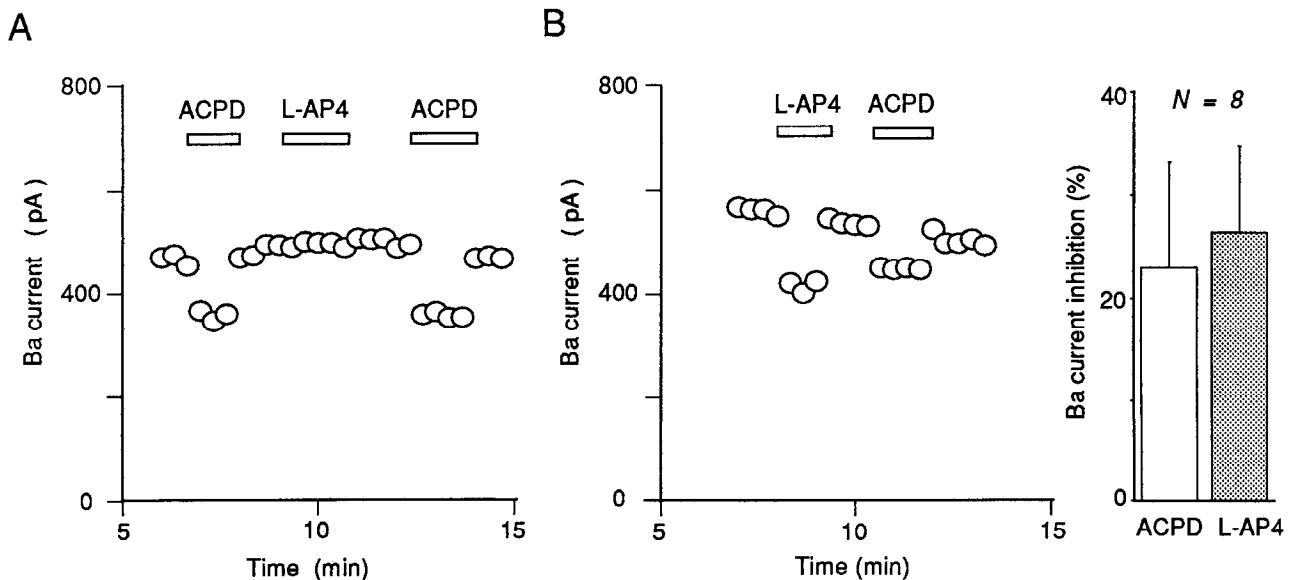 A
800
ACPD L-AP4 ACPD
Ba current (pA)
400
0
5 10 15
Time (min)
B
800
L-AP4 ACPD
Ba current (pA)
400
0
5 10 15
Time (min)
40
N = 8
Ba current inhibition (%)
20
0
ACPD L-AP4